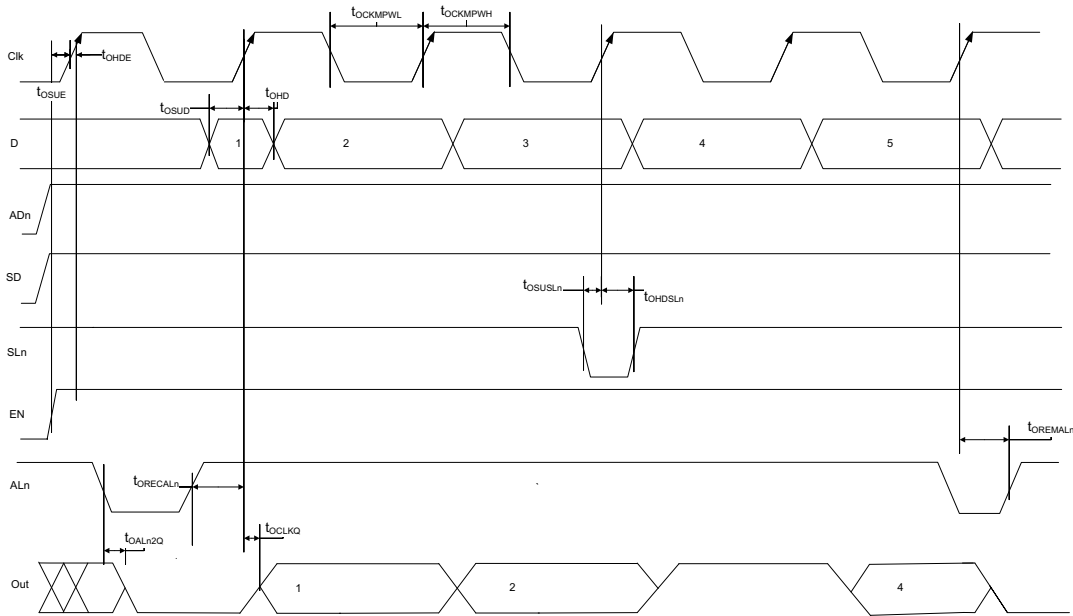 tOCKMPWL tOCKMPWH
Clk
tOHDE
tOSUE
tOSUD
tOHD
D 1 2 3 4 5
ADn
SD
tOSUSLn
tOHDSLn
SLn
EN
tOREMALn
ALn
tORECALn
tOALn2Q
tOCLKQ
Out 1 2 4